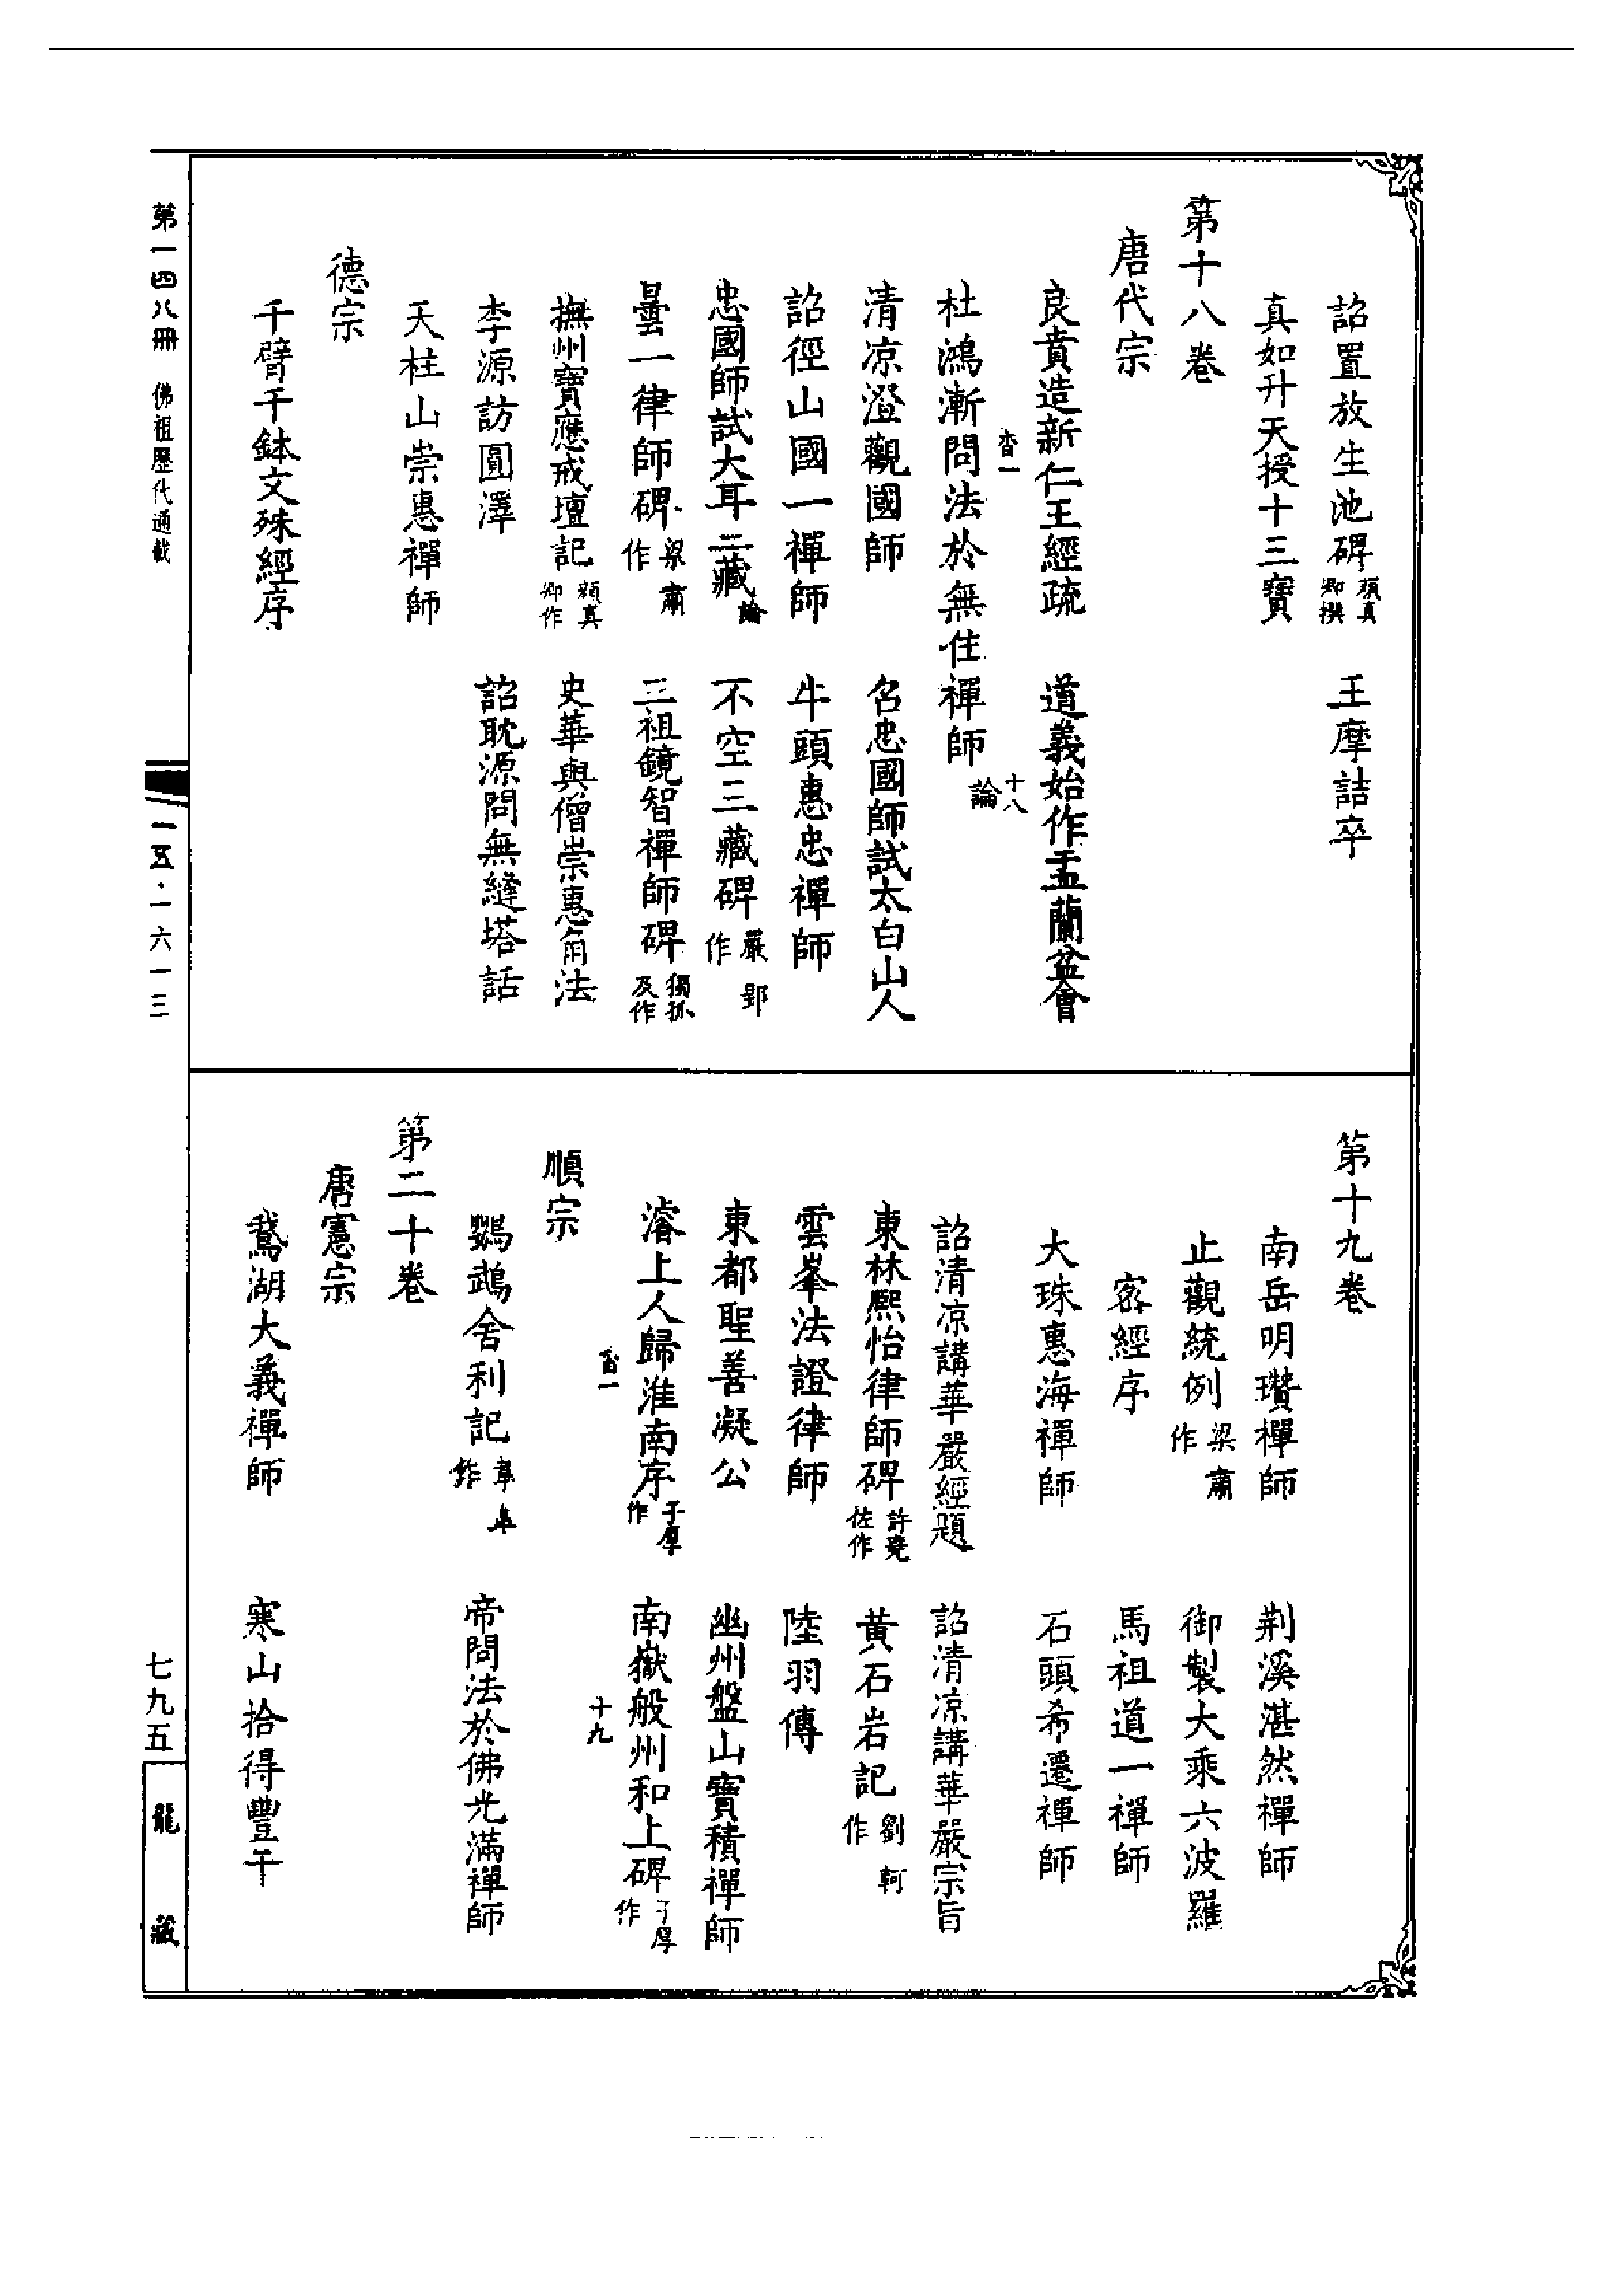 詔置放生池碑顏真卿撰　王摩詰卒
真如升天授十三寶
第十八卷
唐代宗
良賁造新仁王經疏　道義始作盂蘭盆會
杜鴻漸問法於無住禪師
十八
論
清涼澄觀國師　名忠國師試太白山人
詔徑山國一禪師　牛頭惠忠禪師
忠國師試大耳三藏論　不空三藏碑嚴郢作
曇一律師碑梁肅作　三祖鏡智禪師碑獨孤及作
撫州寶應戒壇記顏真卿作　史華與僧崇惠角法
李源訪圓澤　詔耽源問無縫塔話
天柱山崇惠禪師
德宗
千臂千鉢文殊經序
第十九卷
南岳明瓚禪師　荆溪湛然禪師
止觀統例梁肅作　御製大乘六波羅
密經序　馬祖道一禪師
大珠惠海禪師　石頭希遷禪師
詔清凉講華嚴經題　詔清凉講華嚴宗旨
東林熙怡律師碑許堯佐作　黃石岩記劉軻作
雲峯法證律師　陸羽傳
東都聖善凝公　幽州盤山寶積禪師
濬上人歸淮南序子厚作　南嶽般州和上碑子厚作
十九
順宗
鸚鵡舍利記韋臯作　帝問法於佛光滿禪師
第二十卷
唐憲宗
鵞湖大義禪師　寒山拾得豐干
第一四八冊　佛祖歷代通載
一五·一六一三
七九五
龍藏